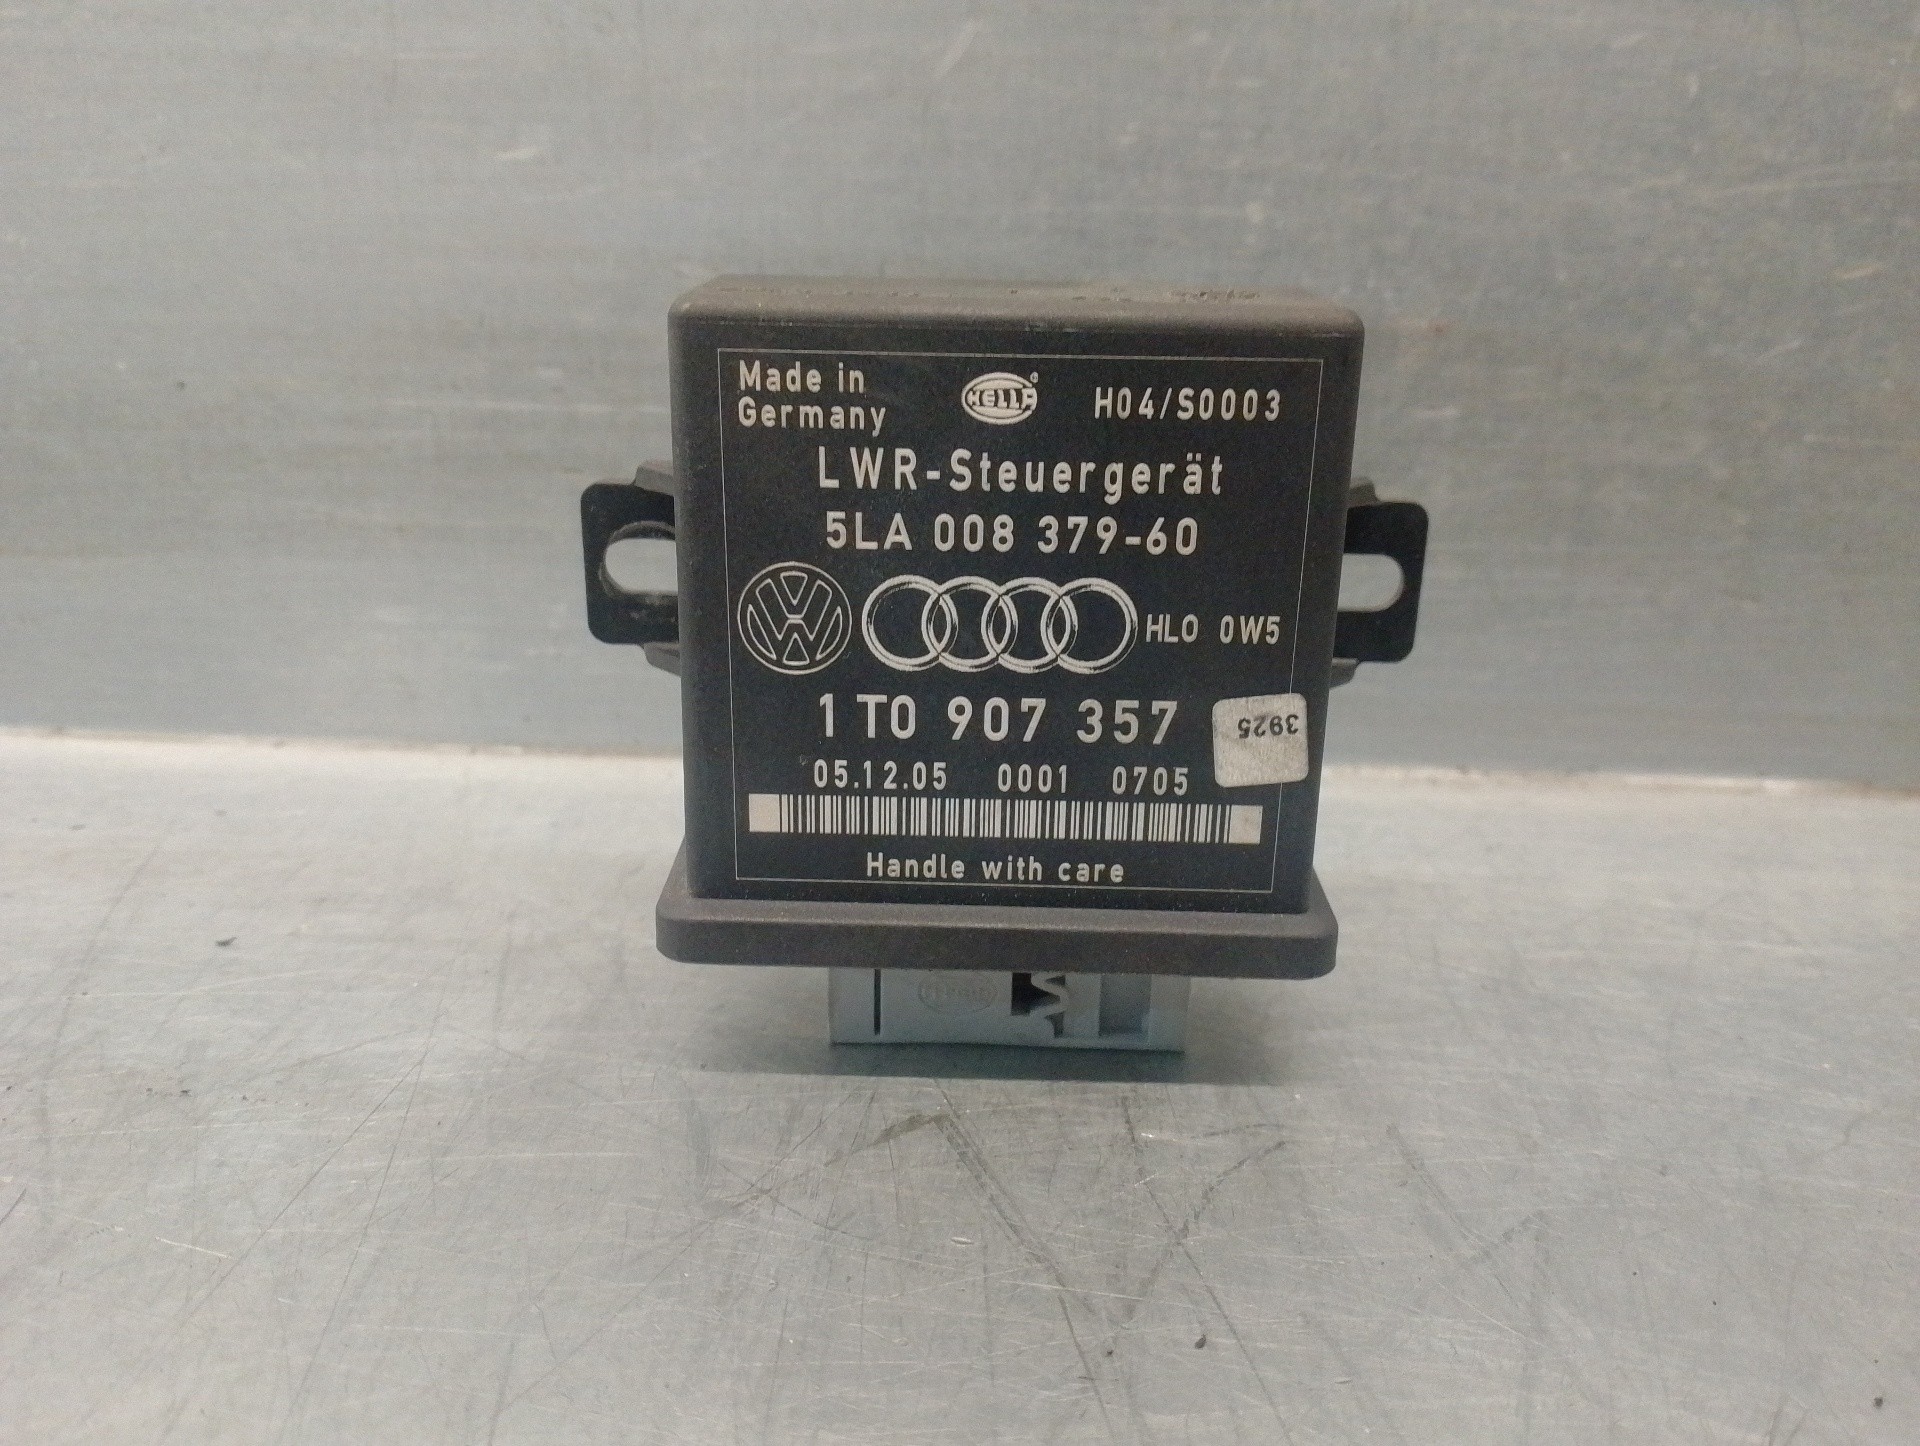 Made in
Germany
HELLA
H04/S0003
LWR-Steuergerät
5LA 008 379-60
HLO 0W5
1T0 907 357
3925
05.12.05 0001 0705
Handle with care